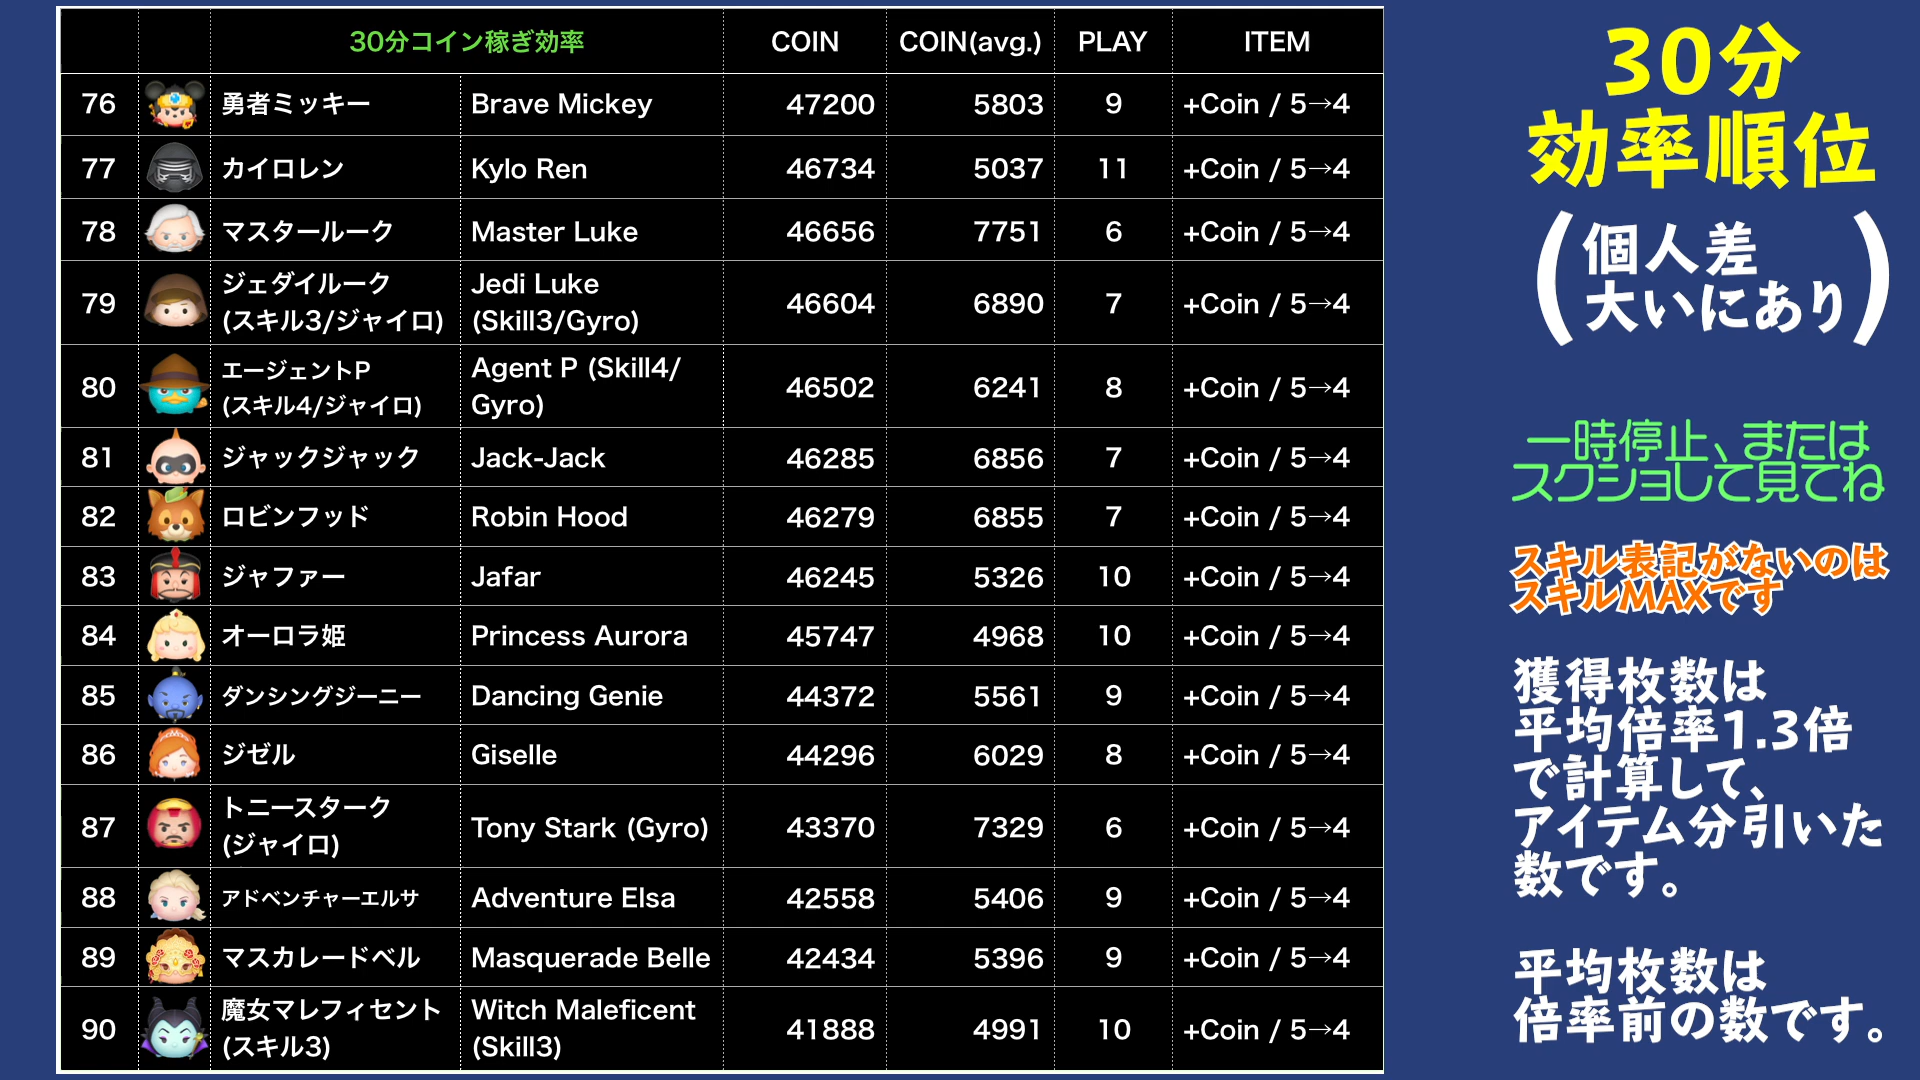 30分コイン稼ぎ効率 COIN COIN(avg.) PLAY ITEM
76 勇者ミッキー Brave Mickey 47200 5803 9 +Coin / 5→4
77 カイロレン Kylo Ren 46734 5037 11 +Coin / 5→4
78 マスタールーク Master Luke 46656 7751 6 +Coin / 5→4
79 ジェダイルーク (スキル3/ジャイロ) Jedi Luke (Skill3/Gyro) 46604 6890 7 +Coin / 5→4
80 エージェントP (スキル4/ジャイロ) Agent P (Skill4/ Gyro) 46502 6241 8 +Coin / 5→4
81 ジャックジャック Jack-Jack 46285 6856 7 +Coin / 5→4
82 ロビンフッド Robin Hood 46279 6855 7 +Coin / 5→4
83 ジャファー Jafar 46245 5326 10 +Coin / 5→4
84 オーロラ姫 Princess Aurora 45747 4968 10 +Coin / 5→4
85 ダンシングジーニー Dancing Genie 44372 5561 9 +Coin / 5→4
86 ジゼル Giselle 44296 6029 8 +Coin / 5→4
87 トニースターク (ジャイロ) Tony Stark (Gyro) 43370 7329 6 +Coin / 5→4
88 アドベンチャーエルサ Adventure Elsa 42558 5406 9 +Coin / 5→4
89 マスカレードベル Masquerade Belle 42434 5396 9 +Coin / 5→4
90 魔女マレフィセント (スキル3) Witch Maleficent (Skill3) 41888 4991 10 +Coin / 5→4
30分
効率順位
(個人差
大いにあり)
一時停止、または
スクショして見てね
スキル表記がないのは
スキルMAXです
獲得枚数は
平均倍率1.3倍
で計算して、
アイテム分引いた
数です。
平均枚数は
倍率前の数です。